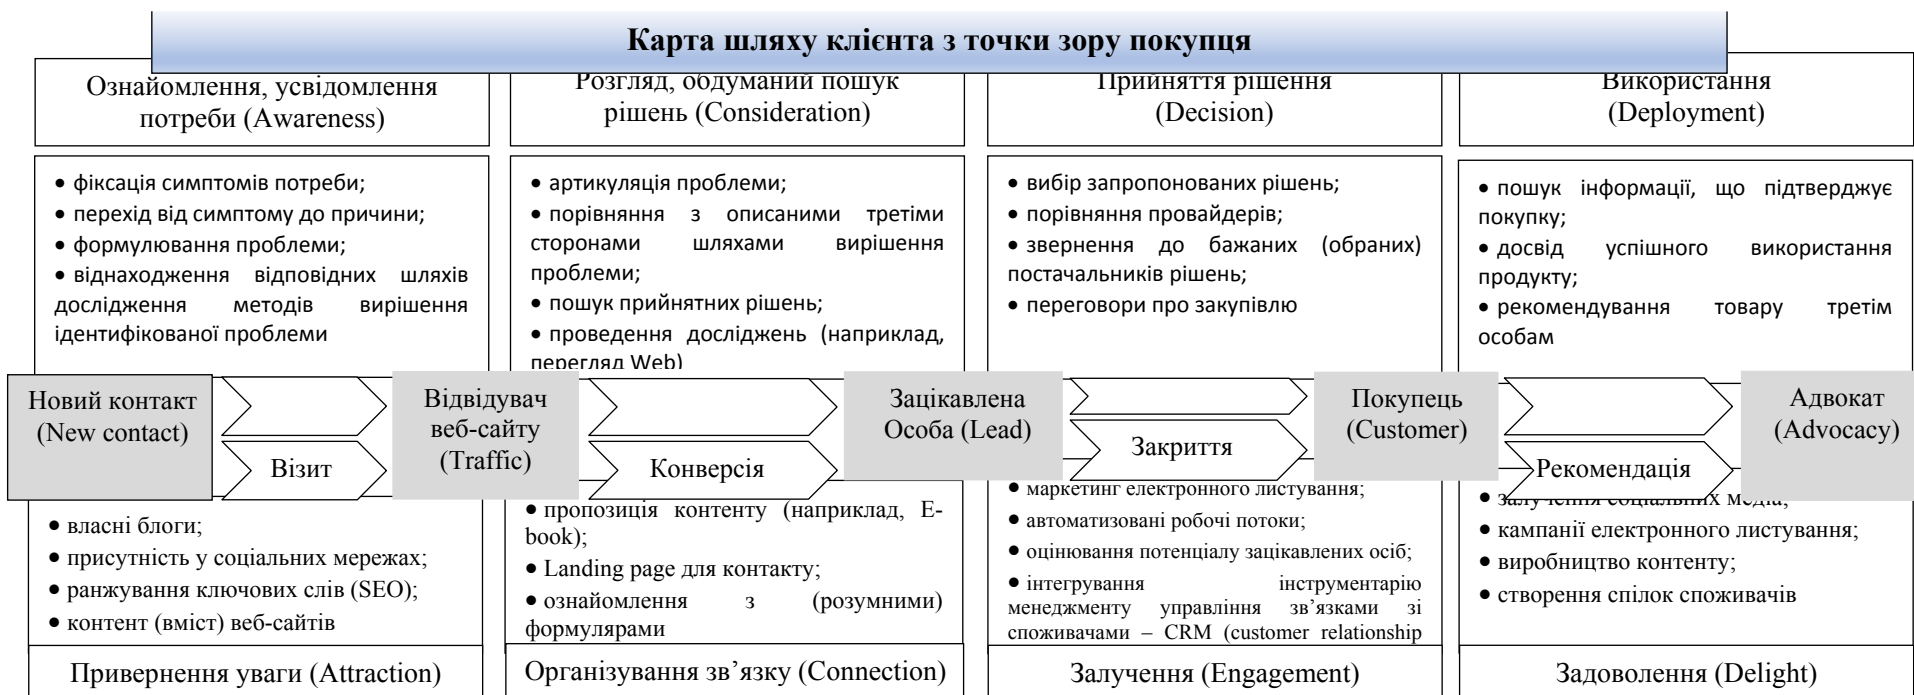 Карта шляху клієнта з точки зору покупця
Ознайомлення, усвідомлення
потреби (Awareness)
Розгляд, обдуманий пошук
рішень (Consideration)
Прийняття рішення
(Decision)
Використання
(Deployment)
• фіксація симптомів потреби;
• перехід від симптому до причини;
• формулювання проблеми;
• віднаходження відповідних шляхів
дослідження методів вирішення
ідентифікованої проблеми
• артикуляція проблеми;
• порівняння з описаними третіми
сторонами шляхами вирішення
проблеми;
• пошук прийнятних рішень;
• проведення досліджень (наприклад,
перегляд Web)
• вибір запропонованих рішень;
• порівняння провайдерів;
• звернення до бажаних (обраних)
постачальників рішень;
• переговори про закупівлю
• пошук інформації, що підтверджує
покупку;
• досвід успішного використання
продукту;
• рекомендування товару третім
особам
Новий контакт
(New contact)
Візит
Відвідувач
веб-сайту
(Traffic)
Конверсія
Зацікавлена
Особа (Lead)
Закриття
Покупець
(Customer)
Рекомендація
Адвокат
(Advocacy)
• власні блоги;
• присутність у соціальних мережах;
• ранжування ключових слів (SEO);
• контент (вміст) веб-сайтів
• пропозиція контенту (наприклад, E-
book);
• Landing page для контакту;
• ознайомлення з (розумними)
формулярами
• маркетинг електронного листування;
• автоматизовані робочі потоки;
• оцінювання потенціалу зацікавлених осіб;
• інтегрування інструментарію
менеджменту управління зв’язками зі
споживачами – CRM (customer relationship
• залучення соціальних медіа;
• кампанії електронного листування;
• виробництво контенту;
• створення спілок споживачів
Привернення уваги (Attraction)
Організування зв’язку (Connection)
Залучення (Engagement)
Задоволення (Delight)